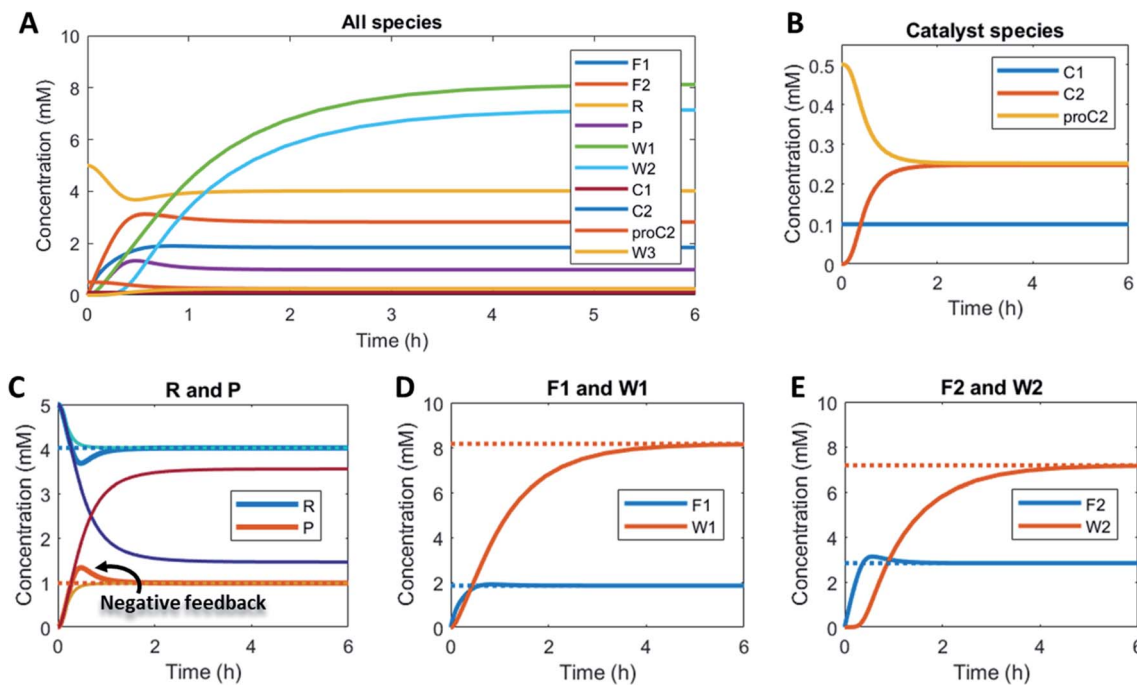 A
All species
Concentration (mM)
10
8
6
4
2
0
0 1 2 3 4 5 6
Time (h)
F1
F2
R
P
W1
W2
C1
C2
proC2
W3
B
Catalyst species
Concentration (mM)
0.5
0.4
0.3
0.2
0.1
0
0 2 4 6
Time (h)
C1
C2
proC2
C
R and P
Concentration (mM)
5
4
3
2
1
0
0 2 4 6
Time (h)
R
P
Negative feedback
D
F1 and W1
Concentration (mM)
10
8
6
4
2
0
0 2 4 6
Time (h)
F1
W1
E
F2 and W2
Concentration (mM)
10
8
6
4
2
0
0 2 4 6
Time (h)
F2
W2